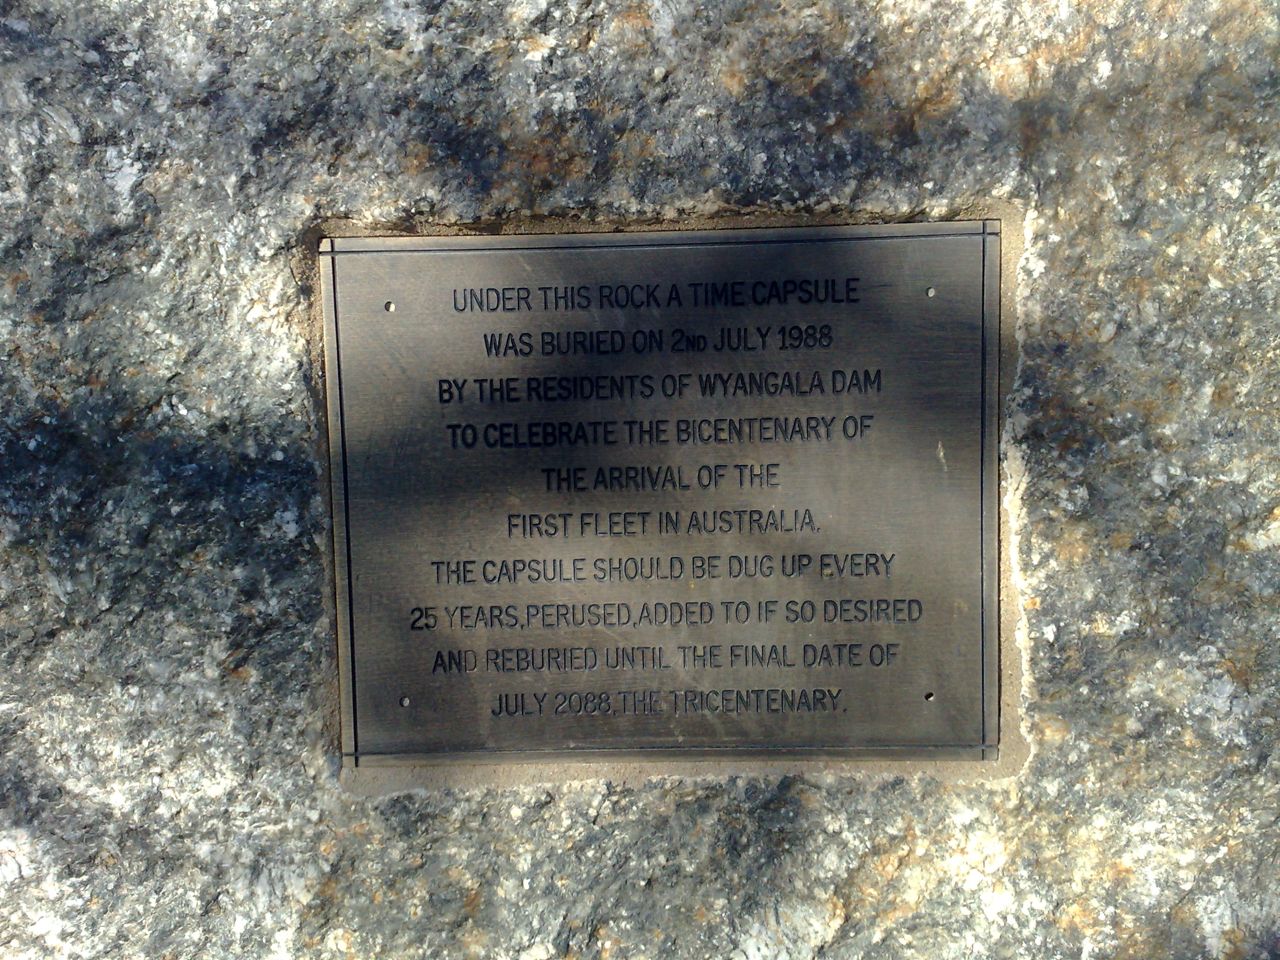 UNDER THIS ROCK A TIME CAPSULE
WAS BURIED ON 2ND JULY 1988
BY THE RESIDENTS OF WYANGALA DAM
TO CELEBRATE THE BICENTENARY OF
THE ARRIVAL OF THE
FIRST FLEET IN AUSTRALIA.
THE CAPSULE SHOULD BE DUG UP EVERY
25 YEARS, PERUSED, ADDED TO IF SO DESIRED
AND REBURIED UNTIL THE FINAL DATE OF
JULY 2088, THE TRICENTENARY.